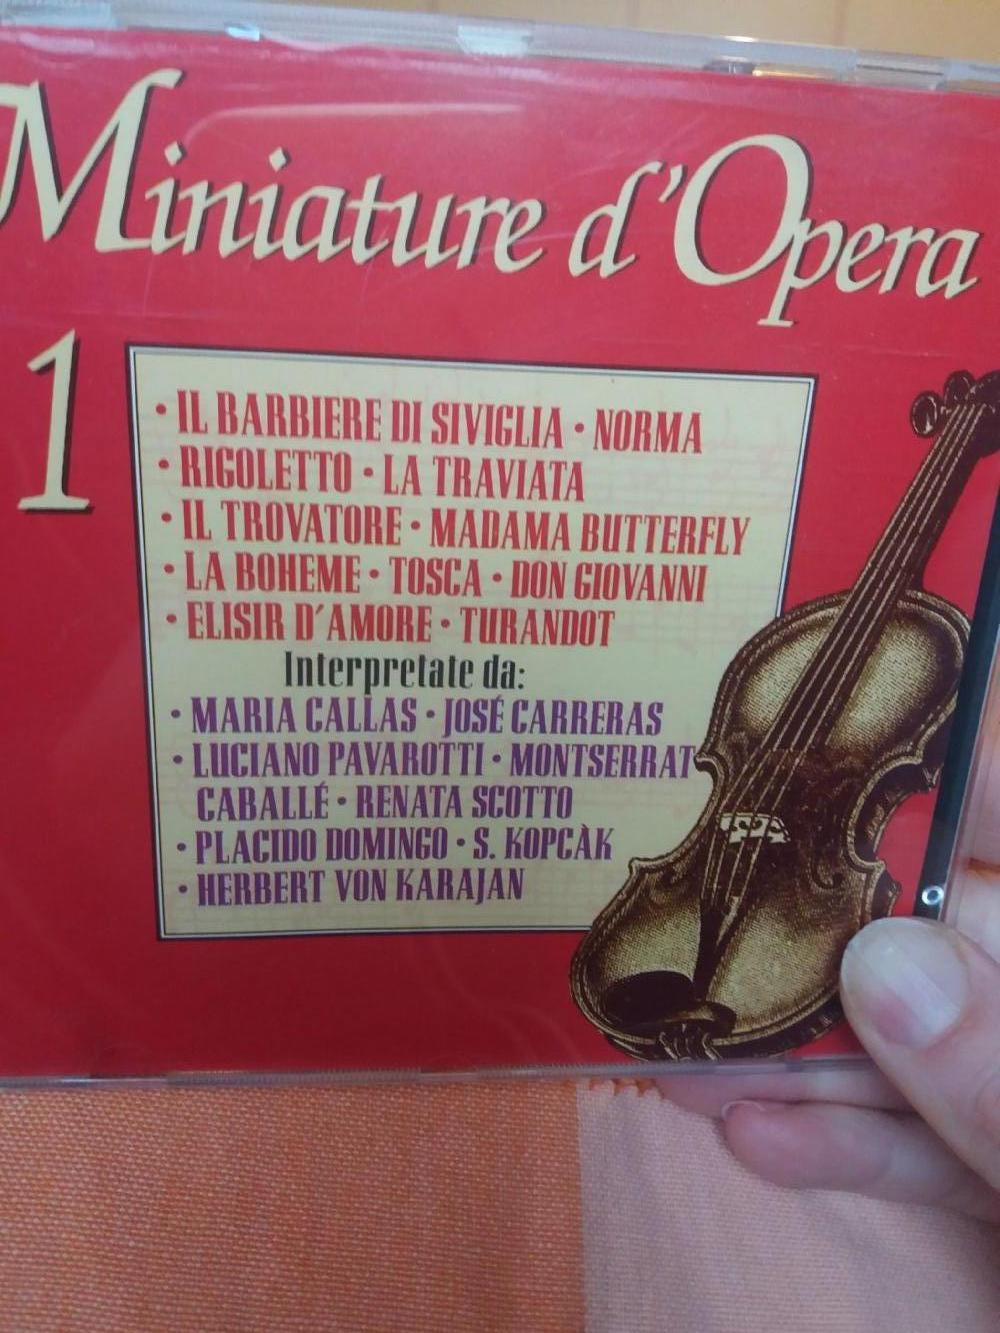 Miniature d'Opera
1
• IL BARBIERE DI SIVIGLIA • NORMA
• RIGOLETTO • LA TRAVIATA
• IL TROVATORE • MADAMA BUTTERFLY
• LA BOHEME • TOSCA • DON GIOVANNI
• ELISIR D'AMORE • TURANDOT
Interpretate da:
• MARIA CALLAS • JOSÉ CARRERAS
• LUCIANO PAVAROTTI • MONTSERRAT
CABALLÉ • RENATA SCOTTO
• PLACIDO DOMINGO • S. KOPCÀK
• HERBERT VON KARAJAN